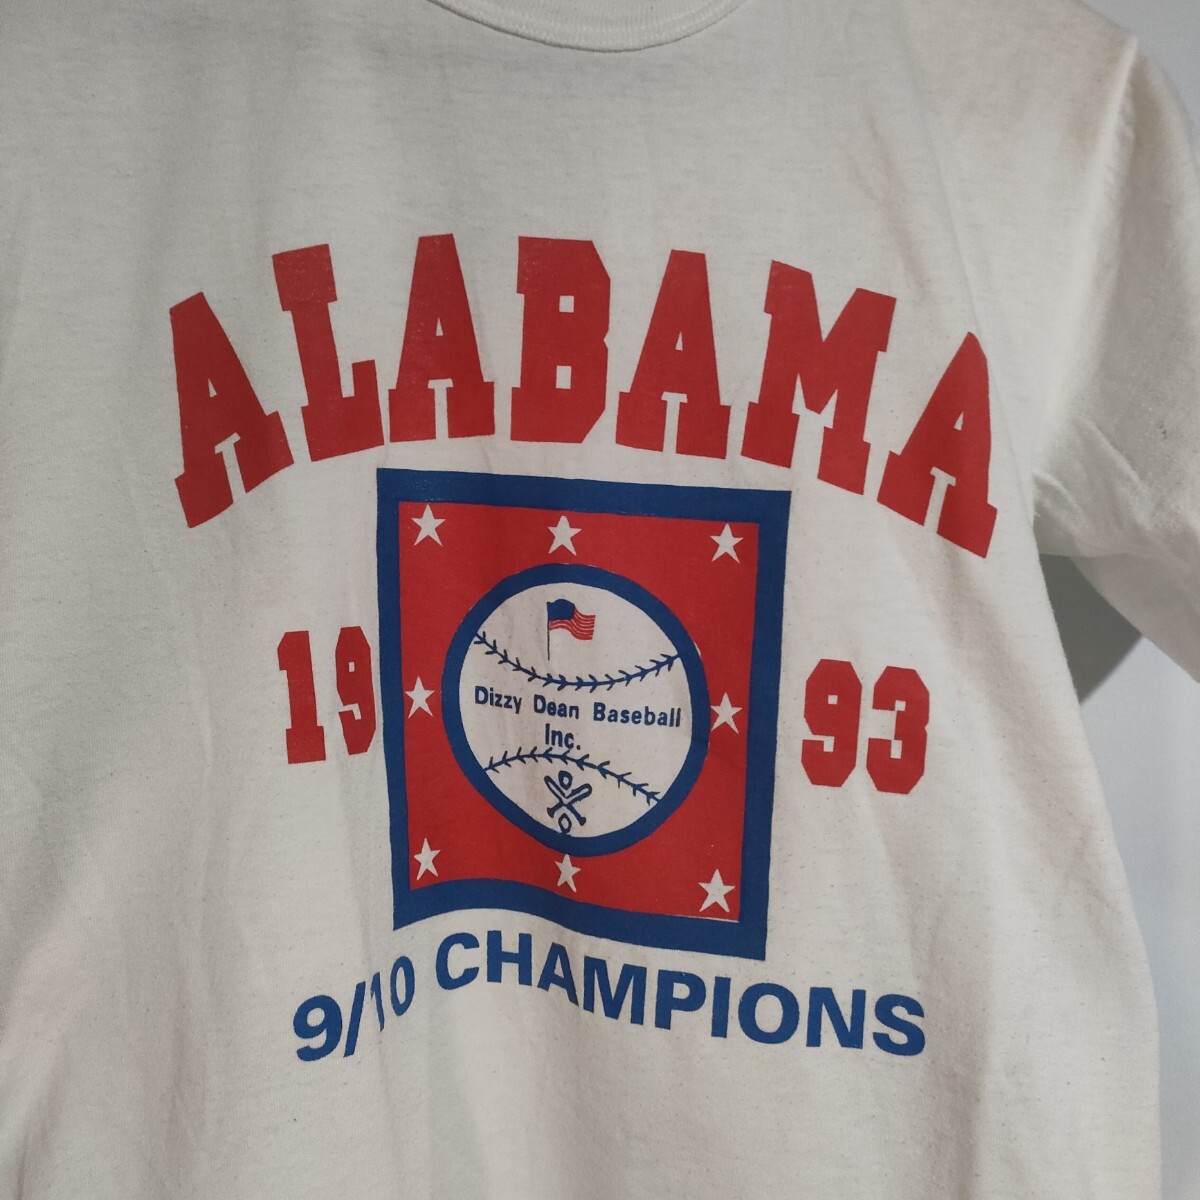 ALABAMA
19 93
Dizzy Dean Baseball
Inc.
9/10 CHAMPIONS